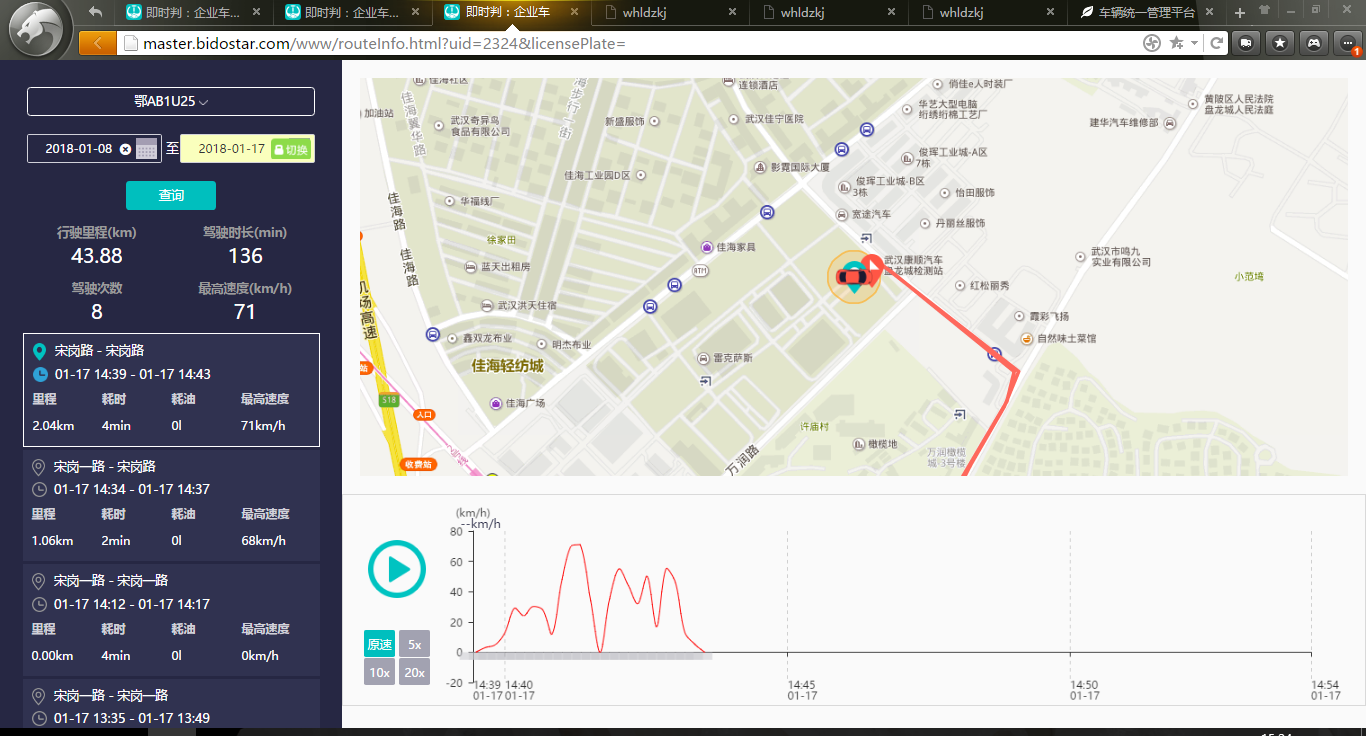 即时判：企业车...
即时判：企业车...
即时判：企业车
whldzkj
whldzkj
whldzkj
车辆统一管理平台
master.bidostar.com/www/routeInfo.html?uid=2324&licensePlate=
1
鄂AB1U25
2018-01-08
至
2018-01-17
切换
查询
行驶里程(km)
驾驶时长(min)
43.88
136
驾驶次数
最高速度(km/h)
8
71
宋岗路 - 宋岗路
01-17 14:39 - 01-17 14:43
里程 耗时 耗油 最高速度
2.04km 4min 0l 71km/h
宋岗一路 - 宋岗路
01-17 14:34 - 01-17 14:37
里程 耗时 耗油 最高速度
1.06km 2min 0l 68km/h
宋岗一路 - 宋岗一路
01-17 14:12 - 01-17 14:17
里程 耗时 耗油 最高速度
0.00km 4min 0l 0km/h
宋岗一路 - 宋岗一路
01-17 13:35 - 01-17 13:49
佳海社区
连锁酒店
俏佳e人时装厂
加油站
佳海翼华路
武汉奇异鸟
食品有限公司
步行一街
新盛服饰
武汉佳宁医院
华艺大型电脑
绗绣绗棉工艺厂
建华汽车维修部
黄陂区人民法院
盘龙城人民法庭
佳海工业园D区
影霓国际大厦
俊珲工业城-A区
7栋
俊珲工业城-B区
3栋
怡田服饰
佳海路
华福线厂
宽途汽车
丹丽丝服饰
徐家田
佳海家具
佳海路
蓝天出租房
ATM
武汉康顺汽车
盘龙城检测站
武汉市鸣九
实业有限公司
小范塆
机场高速
武汉洪天住宿
红松丽秀
霞彩飞扬
鑫双龙布业
明杰布业
自然味土菜馆
佳海轻纺城
雷克萨斯
站
S18
佳海广场
入口
许庙村
橄榄地
万润路
万润橄榄
城-3号楼
收费站
(km/h)
--km/h
80
60
40
20
0
-20
原速
5x
10x
20x
14:39
01-17
14:40
01-17
14:45
01-17
14:50
01-17
14:54
01-17